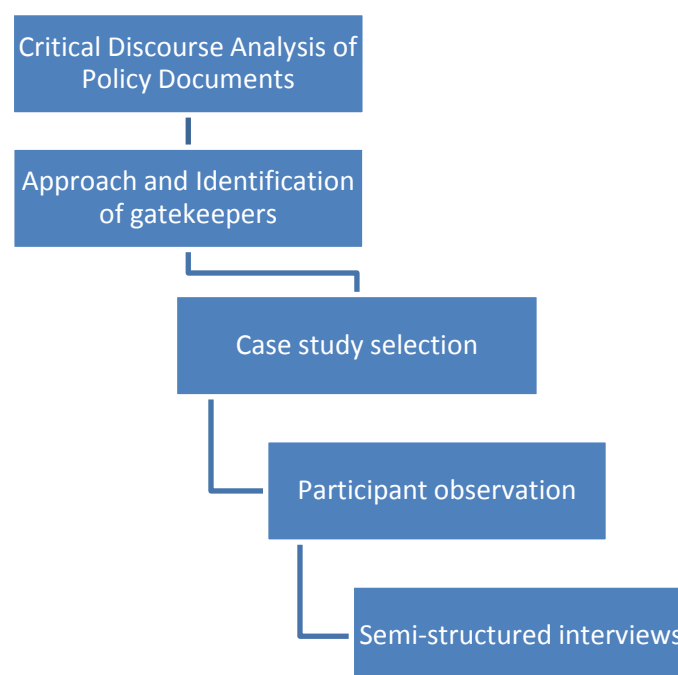 Critical Discourse Analysis of
Policy Documents
Approach and Identification
of gatekeepers
Case study selection
Participant observation
Semi-structured interviews